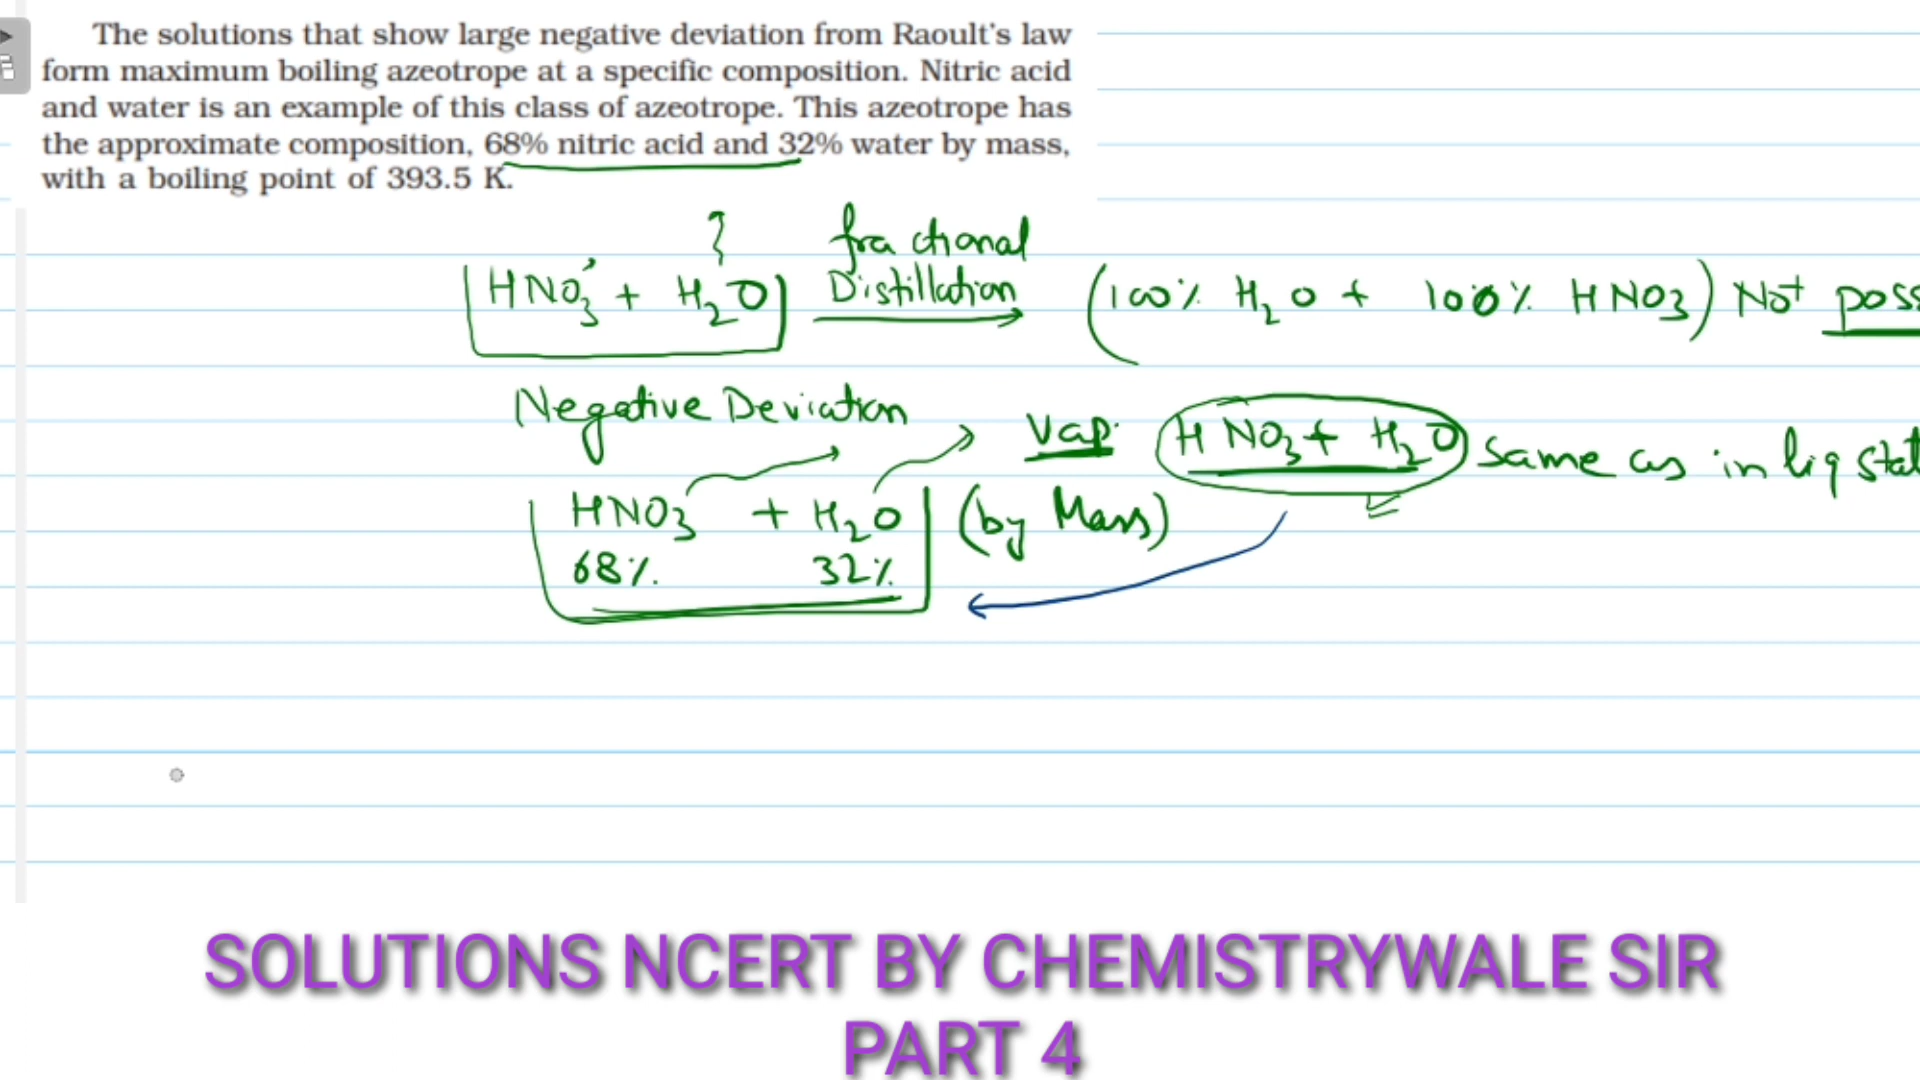 The solutions that show large negative deviation from Raoult's law
form maximum boiling azeotrope at a specific composition. Nitric acid
and water is an example of this class of azeotrope. This azeotrope has
the approximate composition, 68% nitric acid and 32% water by mass,
with a boiling point of 393.5 K.
fractional
HNO3 + H2O Distillation (100% H2O + 100% HNO3) Not poss
Negative Deviation
Vap. HNO3 + H2O same as in liq stat
HNO3 + H2O (by Mass)
68% 32%
SOLUTIONS NCERT BY CHEMISTRYWALE SIR
PART 4